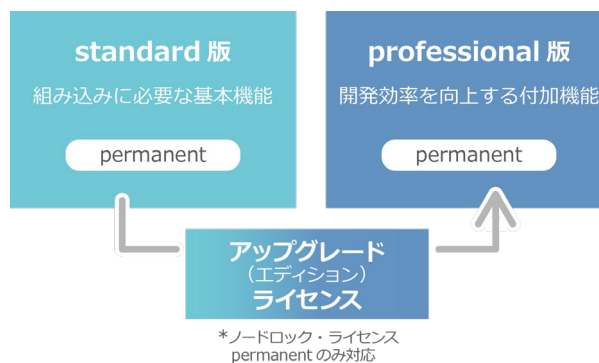 standard 版
組み込みに必要な基本機能
permanent
professional 版
開発効率を向上する付加機能
permanent
アップグレード
（エディション）
ライセンス
*ノードロック・ライセンス
permanent のみ対応